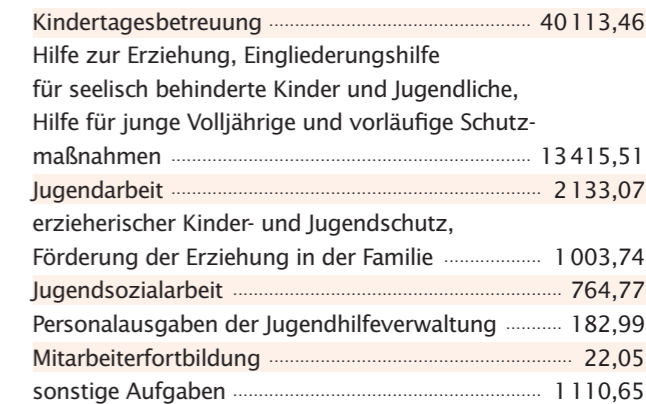 Kindertagesbetreuung 40 113,46
Hilfe zur Erziehung, Eingliederungshilfe
für seelisch behinderte Kinder und Jugendliche,
Hilfe für junge Volljährige und vorläufige Schutz-
maßnahmen 13 415,51
Jugendarbeit 2 133,07
erzieherischer Kinder- und Jugendschutz,
Förderung der Erziehung in der Familie 1 003,74
Jugendsozialarbeit 764,77
Personalausgaben der Jugendhilfeverwaltung 182,99
Mitarbeiterfortbildung 22,05
sonstige Aufgaben 1 110,65